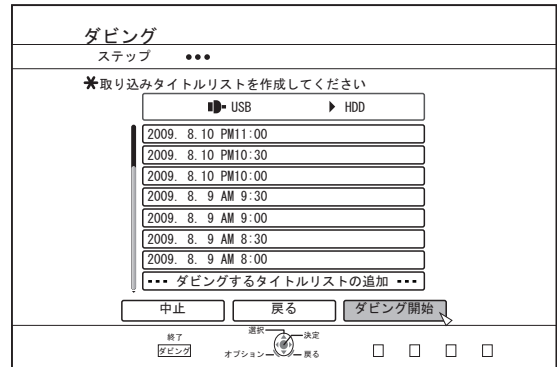 ダビング
ステップ ●●●
✱取り込みタイトルリストを作成してください
USB ▶ HDD
2009. 8.10 PM11:00
2009. 8.10 PM10:30
2009. 8.10 PM10:00
2009. 8. 9 AM 9:30
2009. 8. 9 AM 9:00
2009. 8. 9 AM 8:30
2009. 8. 9 AM 8:00
--- ダビングするタイトルリストの追加 ---
中止 戻る ダビング開始
終了 選択 決定
ダビング オプション 戻る